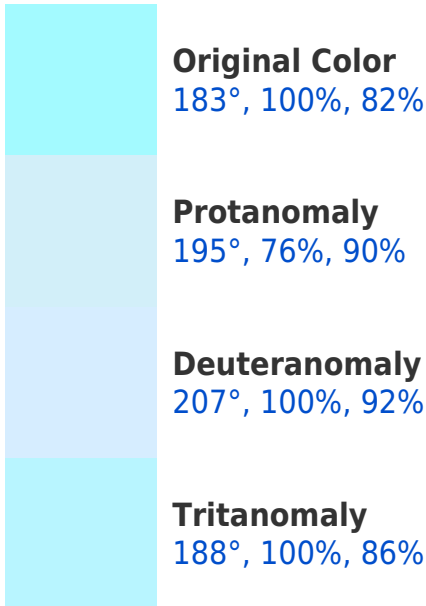 Original Color
183°, 100%, 82%
Protanomaly
195°, 76%, 90%
Deuteranomaly
207°, 100%, 92%
Tritanomaly
188°, 100%, 86%